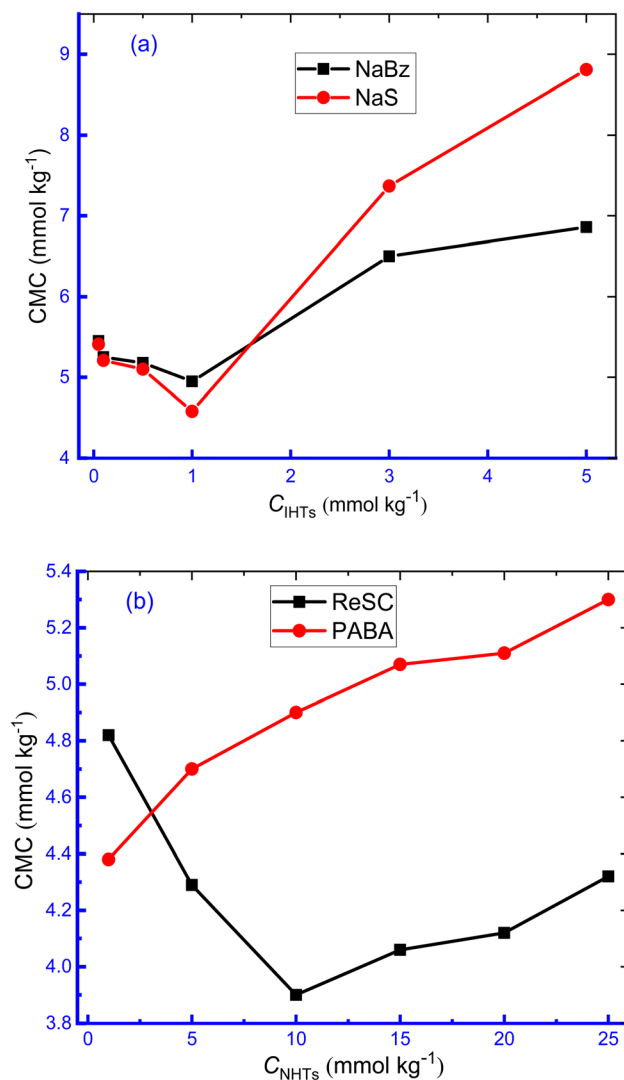 (a)
NaBz
NaS
9
8
7
6
5
4
CMC (mmol kg⁻¹)
0 1 2 3 4 5
C_IHTs (mmol kg⁻¹)
(b)
ReSC
PABA
5.4
5.2
5.0
4.8
4.6
4.4
4.2
4.0
3.8
CMC (mmol kg⁻¹)
0 5 10 15 20 25
C_NHTs (mmol kg⁻¹)